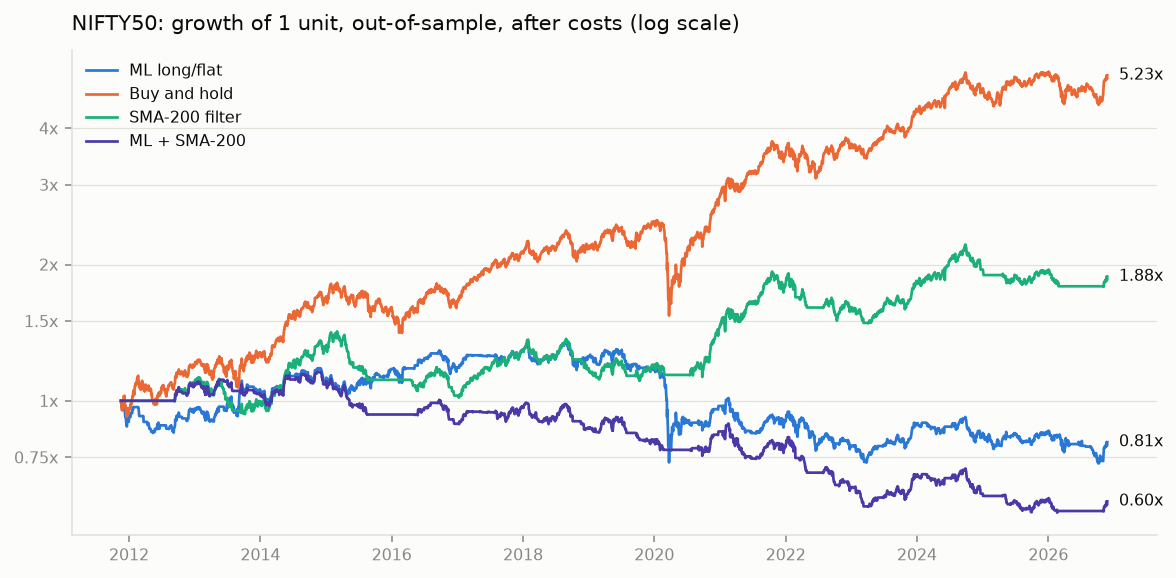 NIFTY50: growth of 1 unit, out-of-sample, after costs (log scale)
ML long/flat
Buy and hold
SMA-200 filter
ML + SMA-200
5.23x
4x
3x
2x
1.88x
1.5x
1x
0.81x
0.75x
0.60x
2012 2014 2016 2018 2020 2022 2024 2026